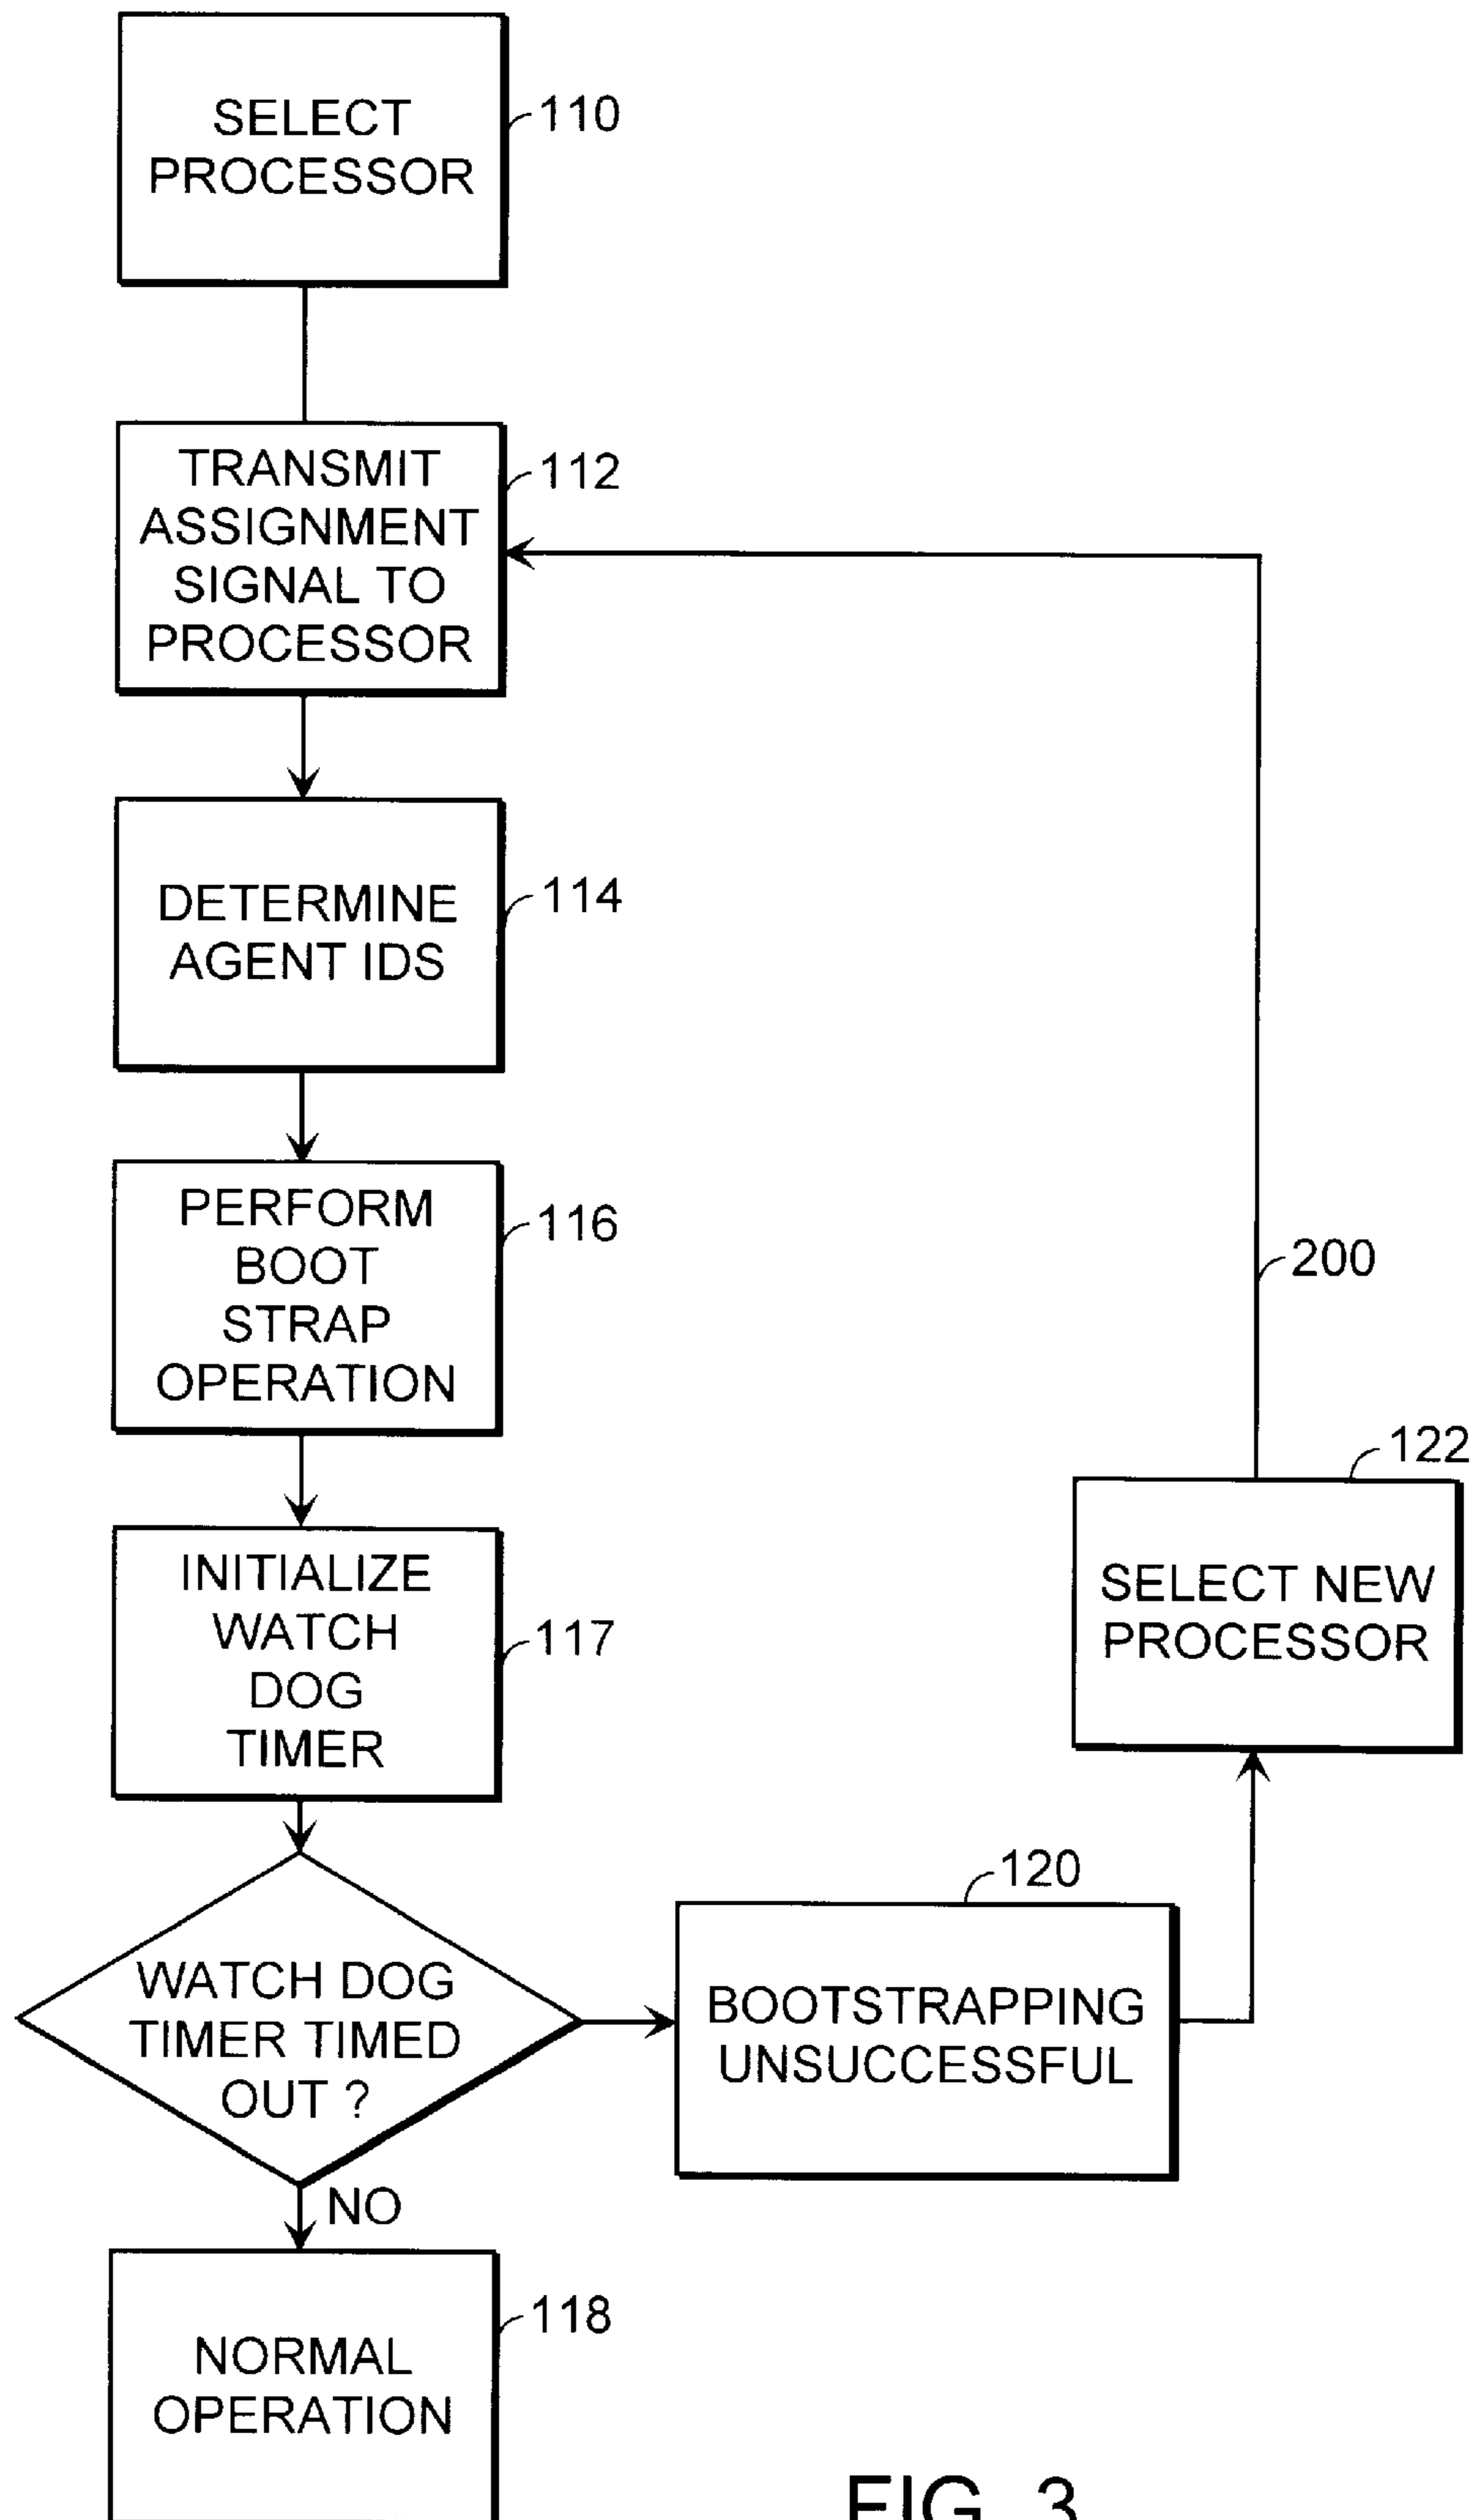 SELECT
PROCESSOR
110
TRANSMIT
ASSIGNMENT
SIGNAL TO
PROCESSOR
112
DETERMINE
AGENT IDS
114
PERFORM
BOOT
STRAP
OPERATION
116
200
INITIALIZE
WATCH
DOG
TIMER
117
122
SELECT NEW
PROCESSOR
WATCH DOG
TIMER TIMED
OUT ?
120
BOOTSTRAPPING
UNSUCCESSFUL
NO
NORMAL
OPERATION
118
FIG. 3